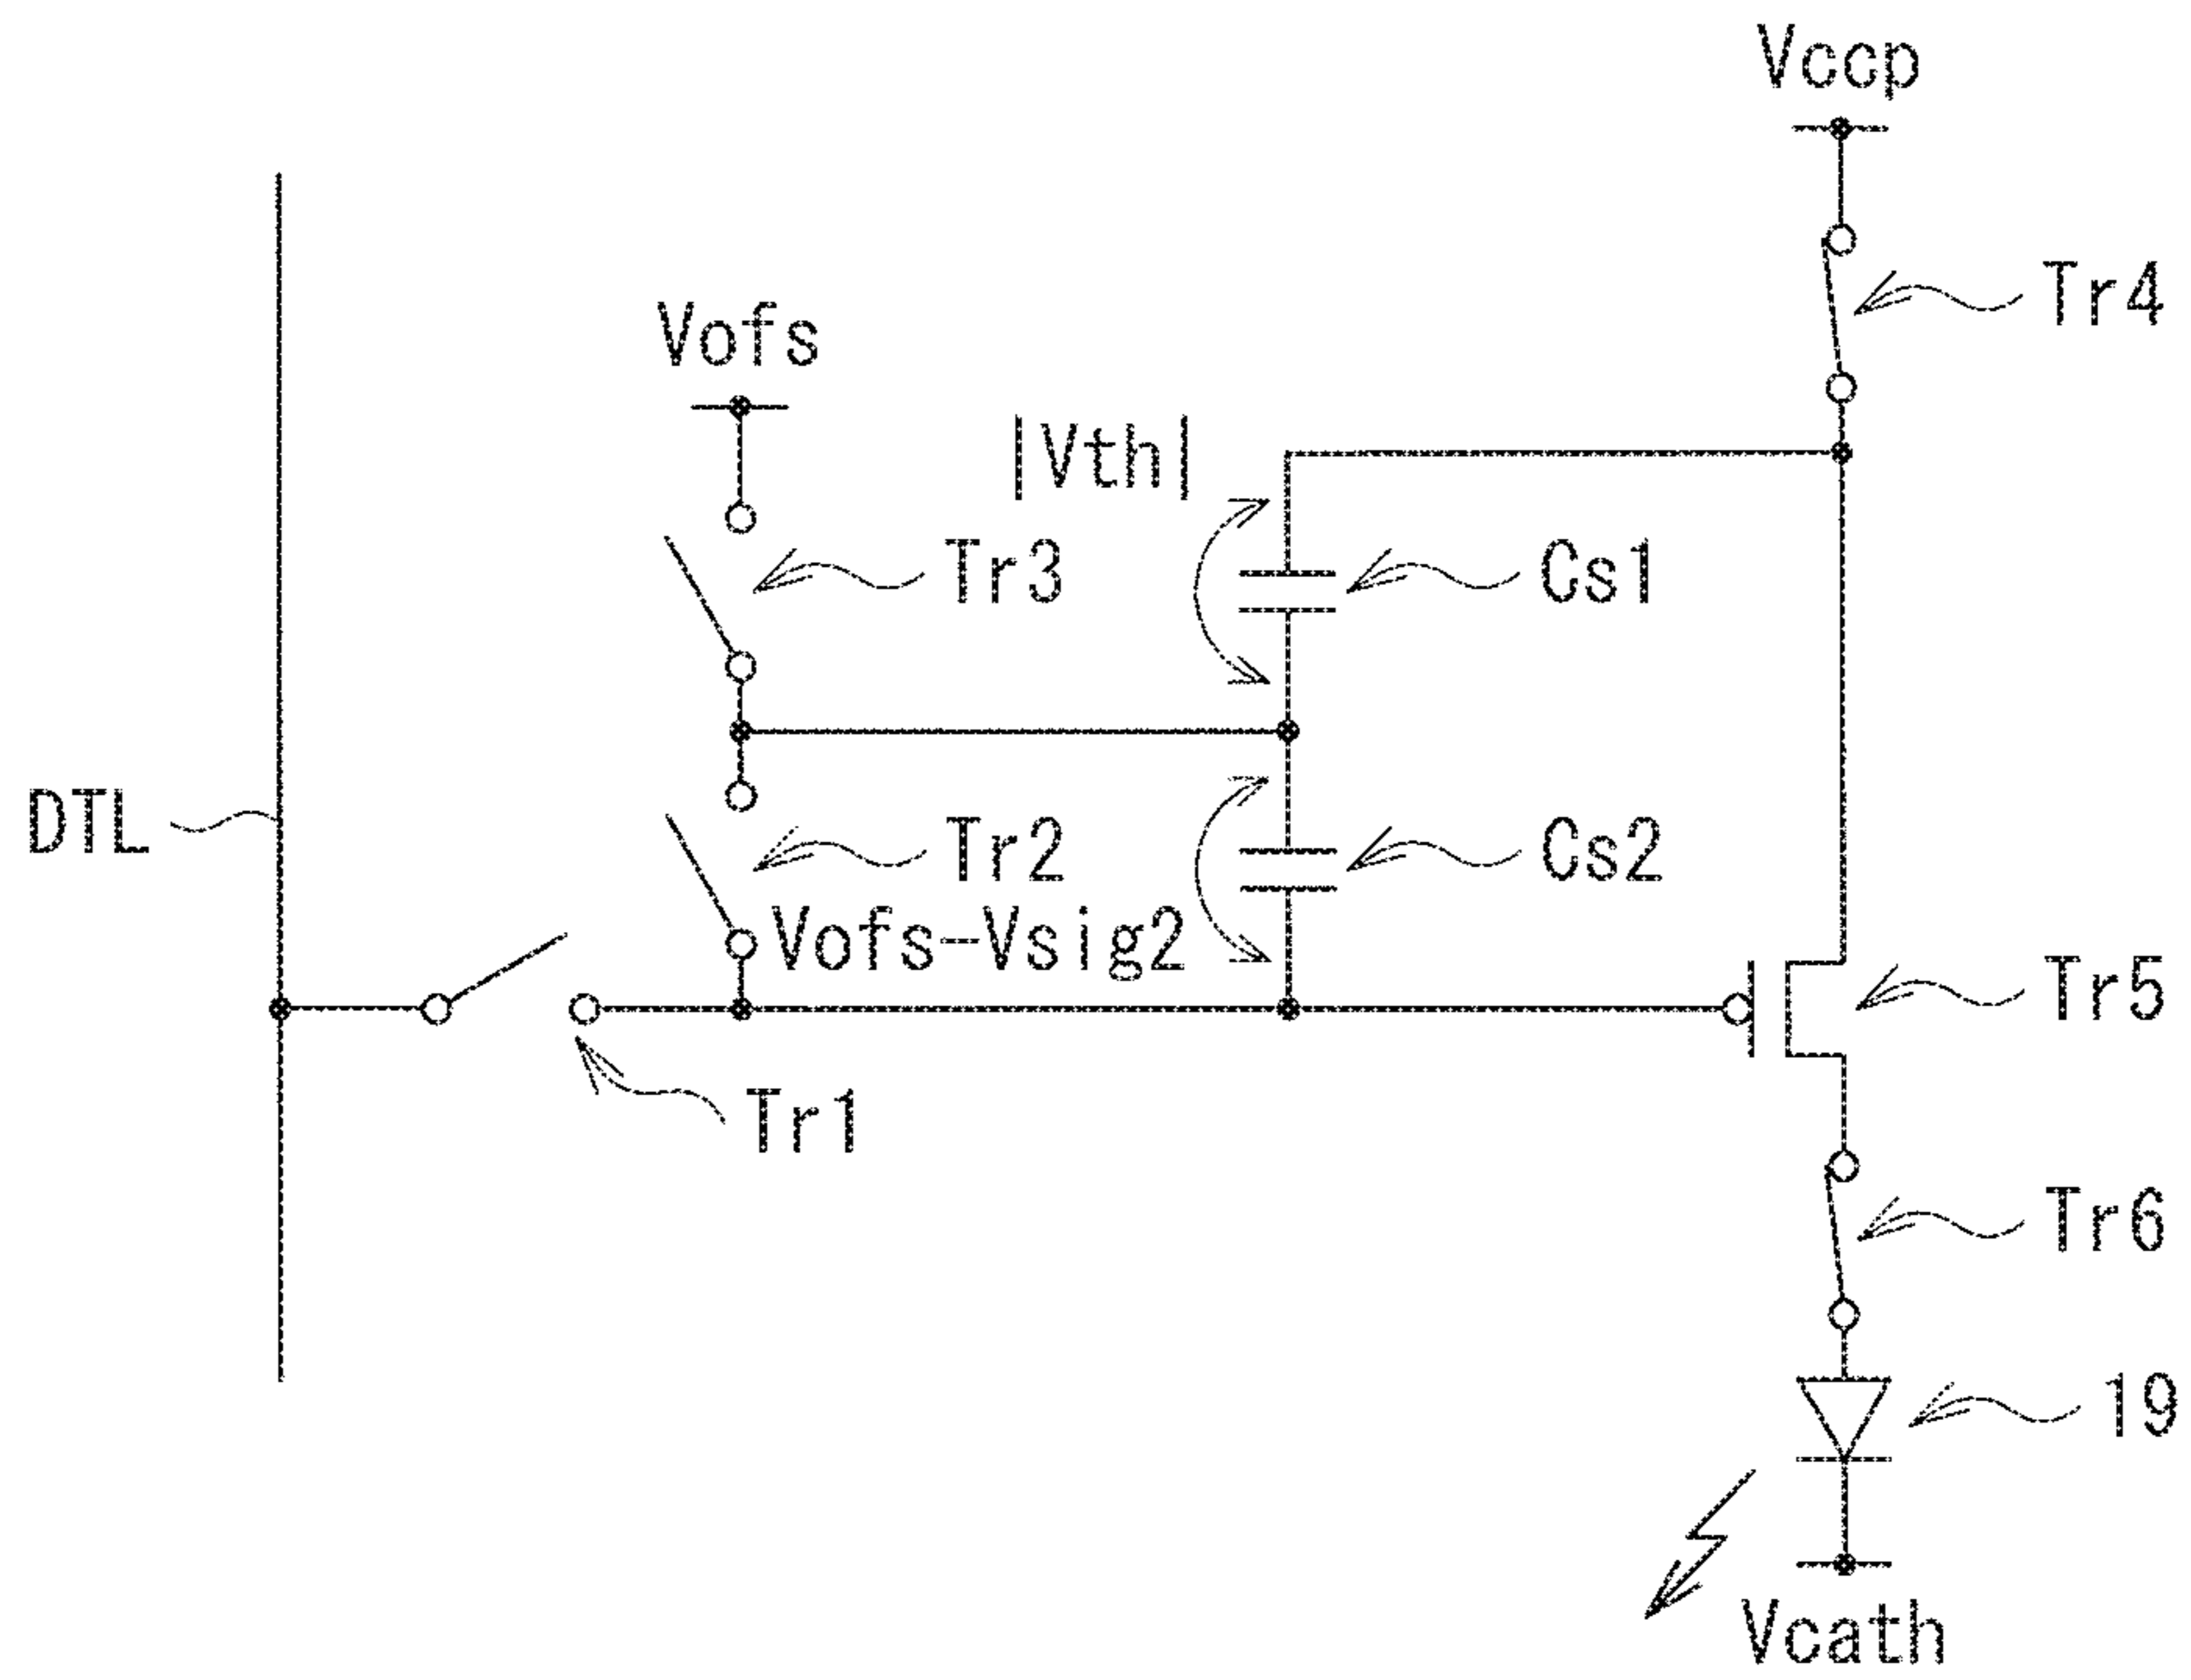 Vccp
Tr4
Vofs
|Vth|
Tr3
Cs1
DTL
Tr2
Cs2
Vofs-Vsig2
Tr5
Tr1
Tr6
19
Vcath